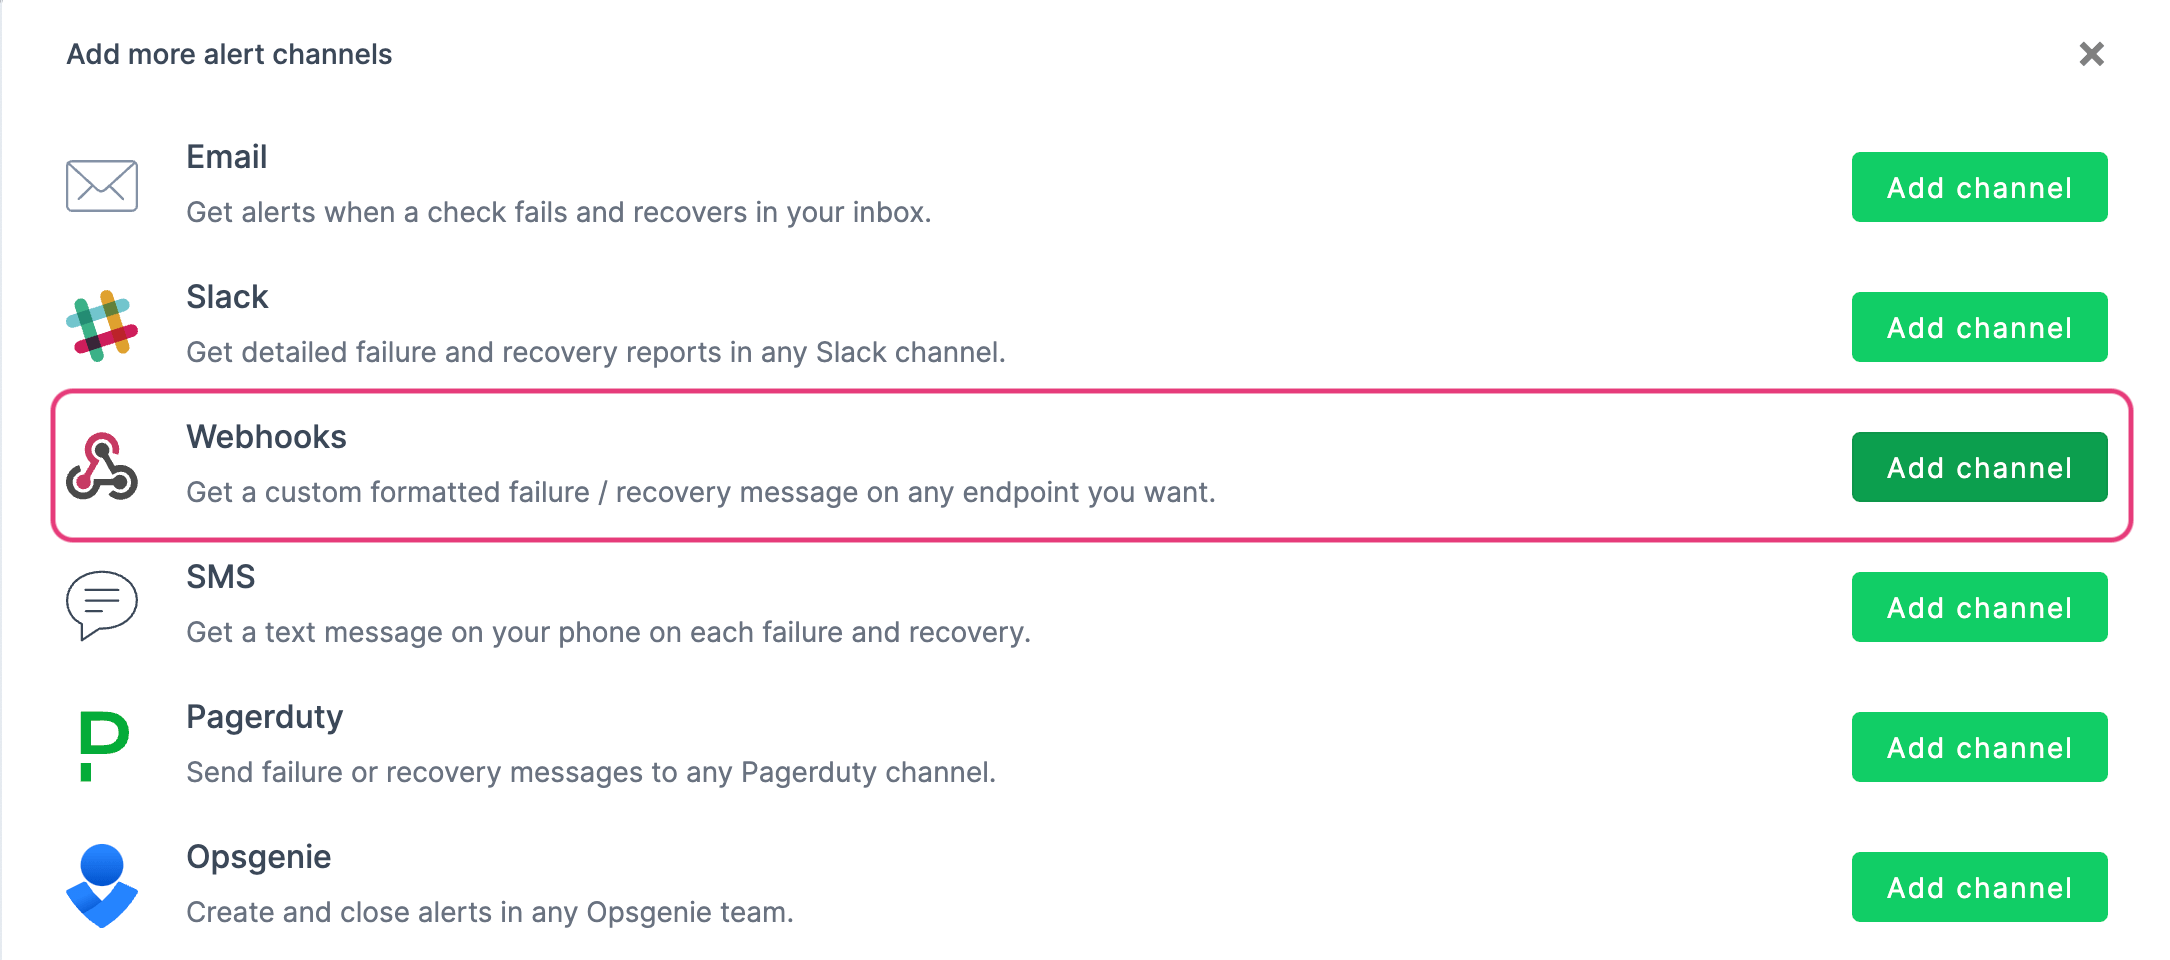 Add more alert channels
Email
Get alerts when a check fails and recovers in your inbox.
Add channel
Slack
Get detailed failure and recovery reports in any Slack channel.
Add channel
Webhooks
Get a custom formatted failure / recovery message on any endpoint you want.
Add channel
SMS
Get a text message on your phone on each failure and recovery.
Add channel
Pagerduty
Send failure or recovery messages to any Pagerduty channel.
Add channel
Opsgenie
Create and close alerts in any Opsgenie team.
Add channel